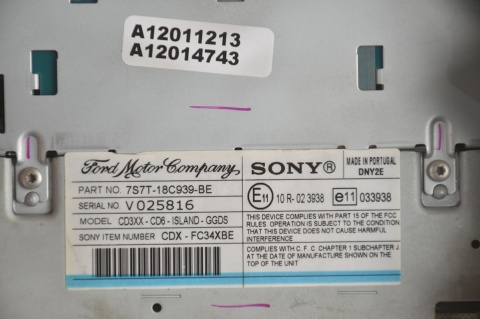 A12011213
A12014743
Ford Motor Company
PART NO. 7S7T-18C939-BE
SERIAL NO. V 025816
MODEL CD3XX - CD6 - ISLAND - GGDS
SONY ITEM NUMBER CDX - FC34XBE
SONY® MADE IN PORTUGAL
DNY2E
E11 10 R - 02 3938 e11 033938
THIS DEVICE COMPLIES WITH PART 15 OF THE FCC
RULES. OPERATION IS SUBJECT TO THE CONDITION
THAT THIS DEVICE DOES NOT CAUSE HARMFUL
INTERFERENCE
COMPLIES WITH C. F. C. CHAPTER 1 SUBCHAPTER J
AT THE DATE OF MANUFACTURE SHOWN ON THE
TOP OF THE UNIT